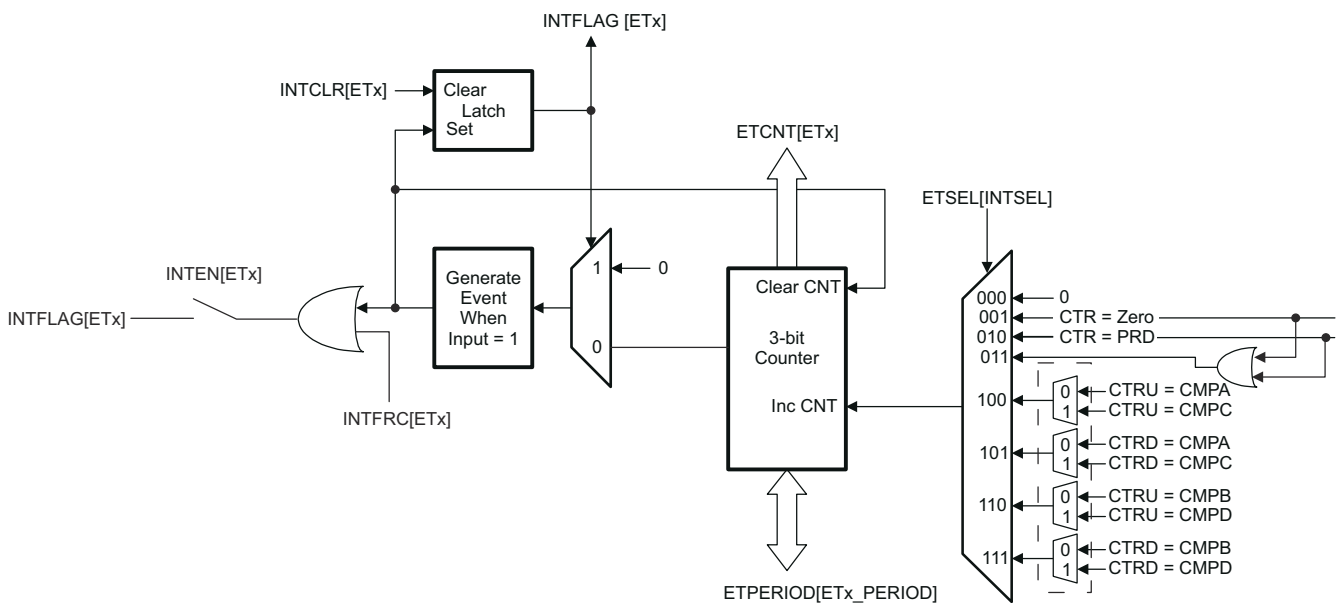 INTFLAG [ETx]
INTCLR[ETx]
Clear
Latch
Set
ETCNT[ETx]
ETSEL[INTSEL]
INTEN[ETx]
INTFLAG[ETx]
Generate
Event
When
Input = 1
1
0
0
Clear CNT
3-bit
Counter
Inc CNT
INTFRC[ETx]
ETPERIOD[ETx_PERIOD]
000
0
001
CTR = Zero
010
CTR = PRD
011
100
0
CTRU = CMPA
1
CTRU = CMPC
101
0
CTRD = CMPA
1
CTRD = CMPC
110
0
CTRU = CMPB
1
CTRU = CMPD
111
0
CTRD = CMPB
1
CTRD = CMPD